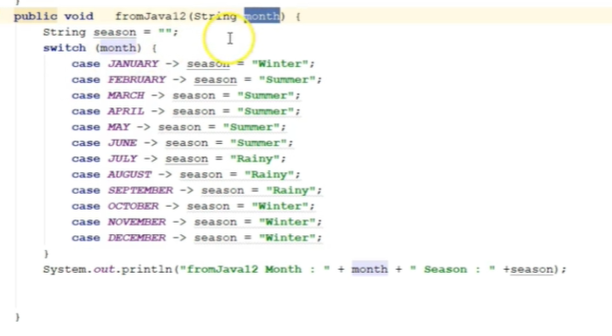 }
public void fromJava12(String month) {
String season = "";
switch (month) {
case JANUARY -> season = "Winter";
case FEBRUARY -> season = "Summer";
case MARCH -> season = "Summer";
case APRIL -> season = "Summer";
case MAY -> season = "Summer";
case JUNE -> season = "Summer";
case JULY -> season = "Rainy";
case AUGUST -> season = "Rainy";
case SEPTEMBER -> season = "Rainy";
case OCTOBER -> season = "Winter";
case NOVEMBER -> season = "Winter";
case DECEMBER -> season = "Winter";
}
System.out.println("fromJava12 Month : " + month + " Season : " +season);
}